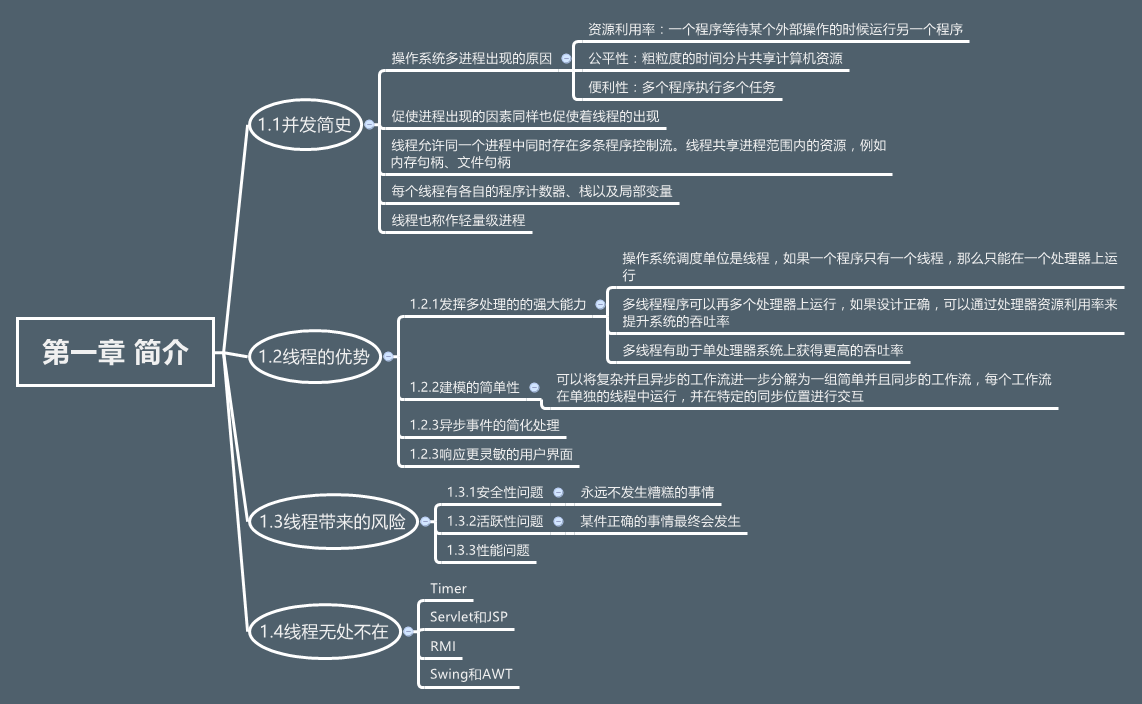 第一章 简介
1.1并发简史
操作系统多进程出现的原因
资源利用率：一个程序等待某个外部操作的时候运行另一个程序
公平性：粗粒度的时间分片共享计算机资源
便利性：多个程序执行多个任务
促使进程出现的因素同样也促使着线程的出现
线程允许同一个进程中同时存在多条程序控制流。线程共享进程范围内的资源，例如
内存句柄、文件句柄
每个线程有各自的程序计数器、栈以及局部变量
线程也称作轻量级进程
1.2线程的优势
1.2.1发挥多处理的的强大能力
操作系统调度单位是线程，如果一个程序只有一个线程，那么只能在一个处理器上运
行
多线程程序可以再多个处理器上运行，如果设计正确，可以通过处理器资源利用率来
提升系统的吞吐率
多线程有助于单处理器系统上获得更高的吞吐率
1.2.2建模的简单性
可以将复杂并且异步的工作流进一步分解为一组简单并且同步的工作流，每个工作流
在单独的线程中运行，并在特定的同步位置进行交互
1.2.3异步事件的简化处理
1.2.3响应更灵敏的用户界面
1.3线程带来的风险
1.3.1安全性问题
永远不发生糟糕的事情
1.3.2活跃性问题
某件正确的事情最终会发生
1.3.3性能问题
1.4线程无处不在
Timer
Servlet和JSP
RMI
Swing和AWT